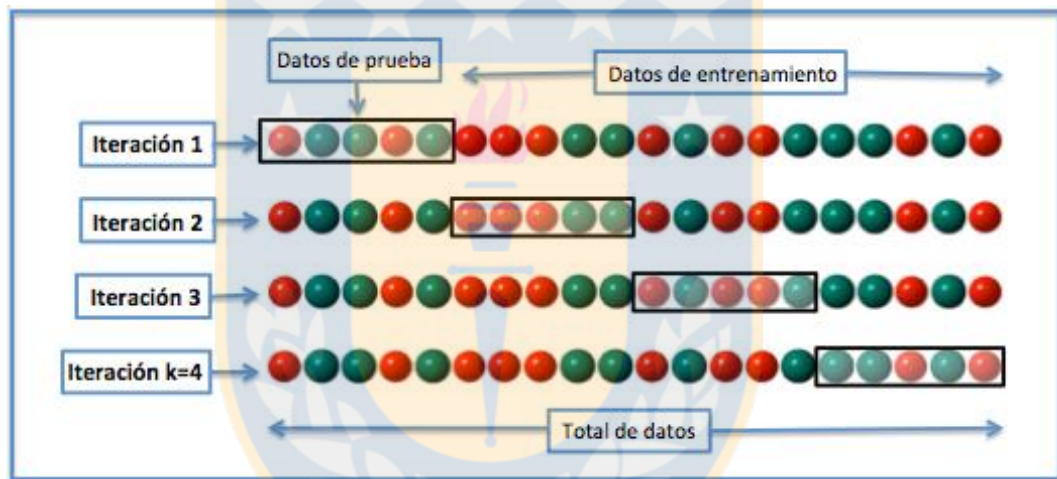 Datos de prueba
Datos de entrenamiento
Iteración 1
Iteración 2
Iteración 3
Iteración k=4
Total de datos